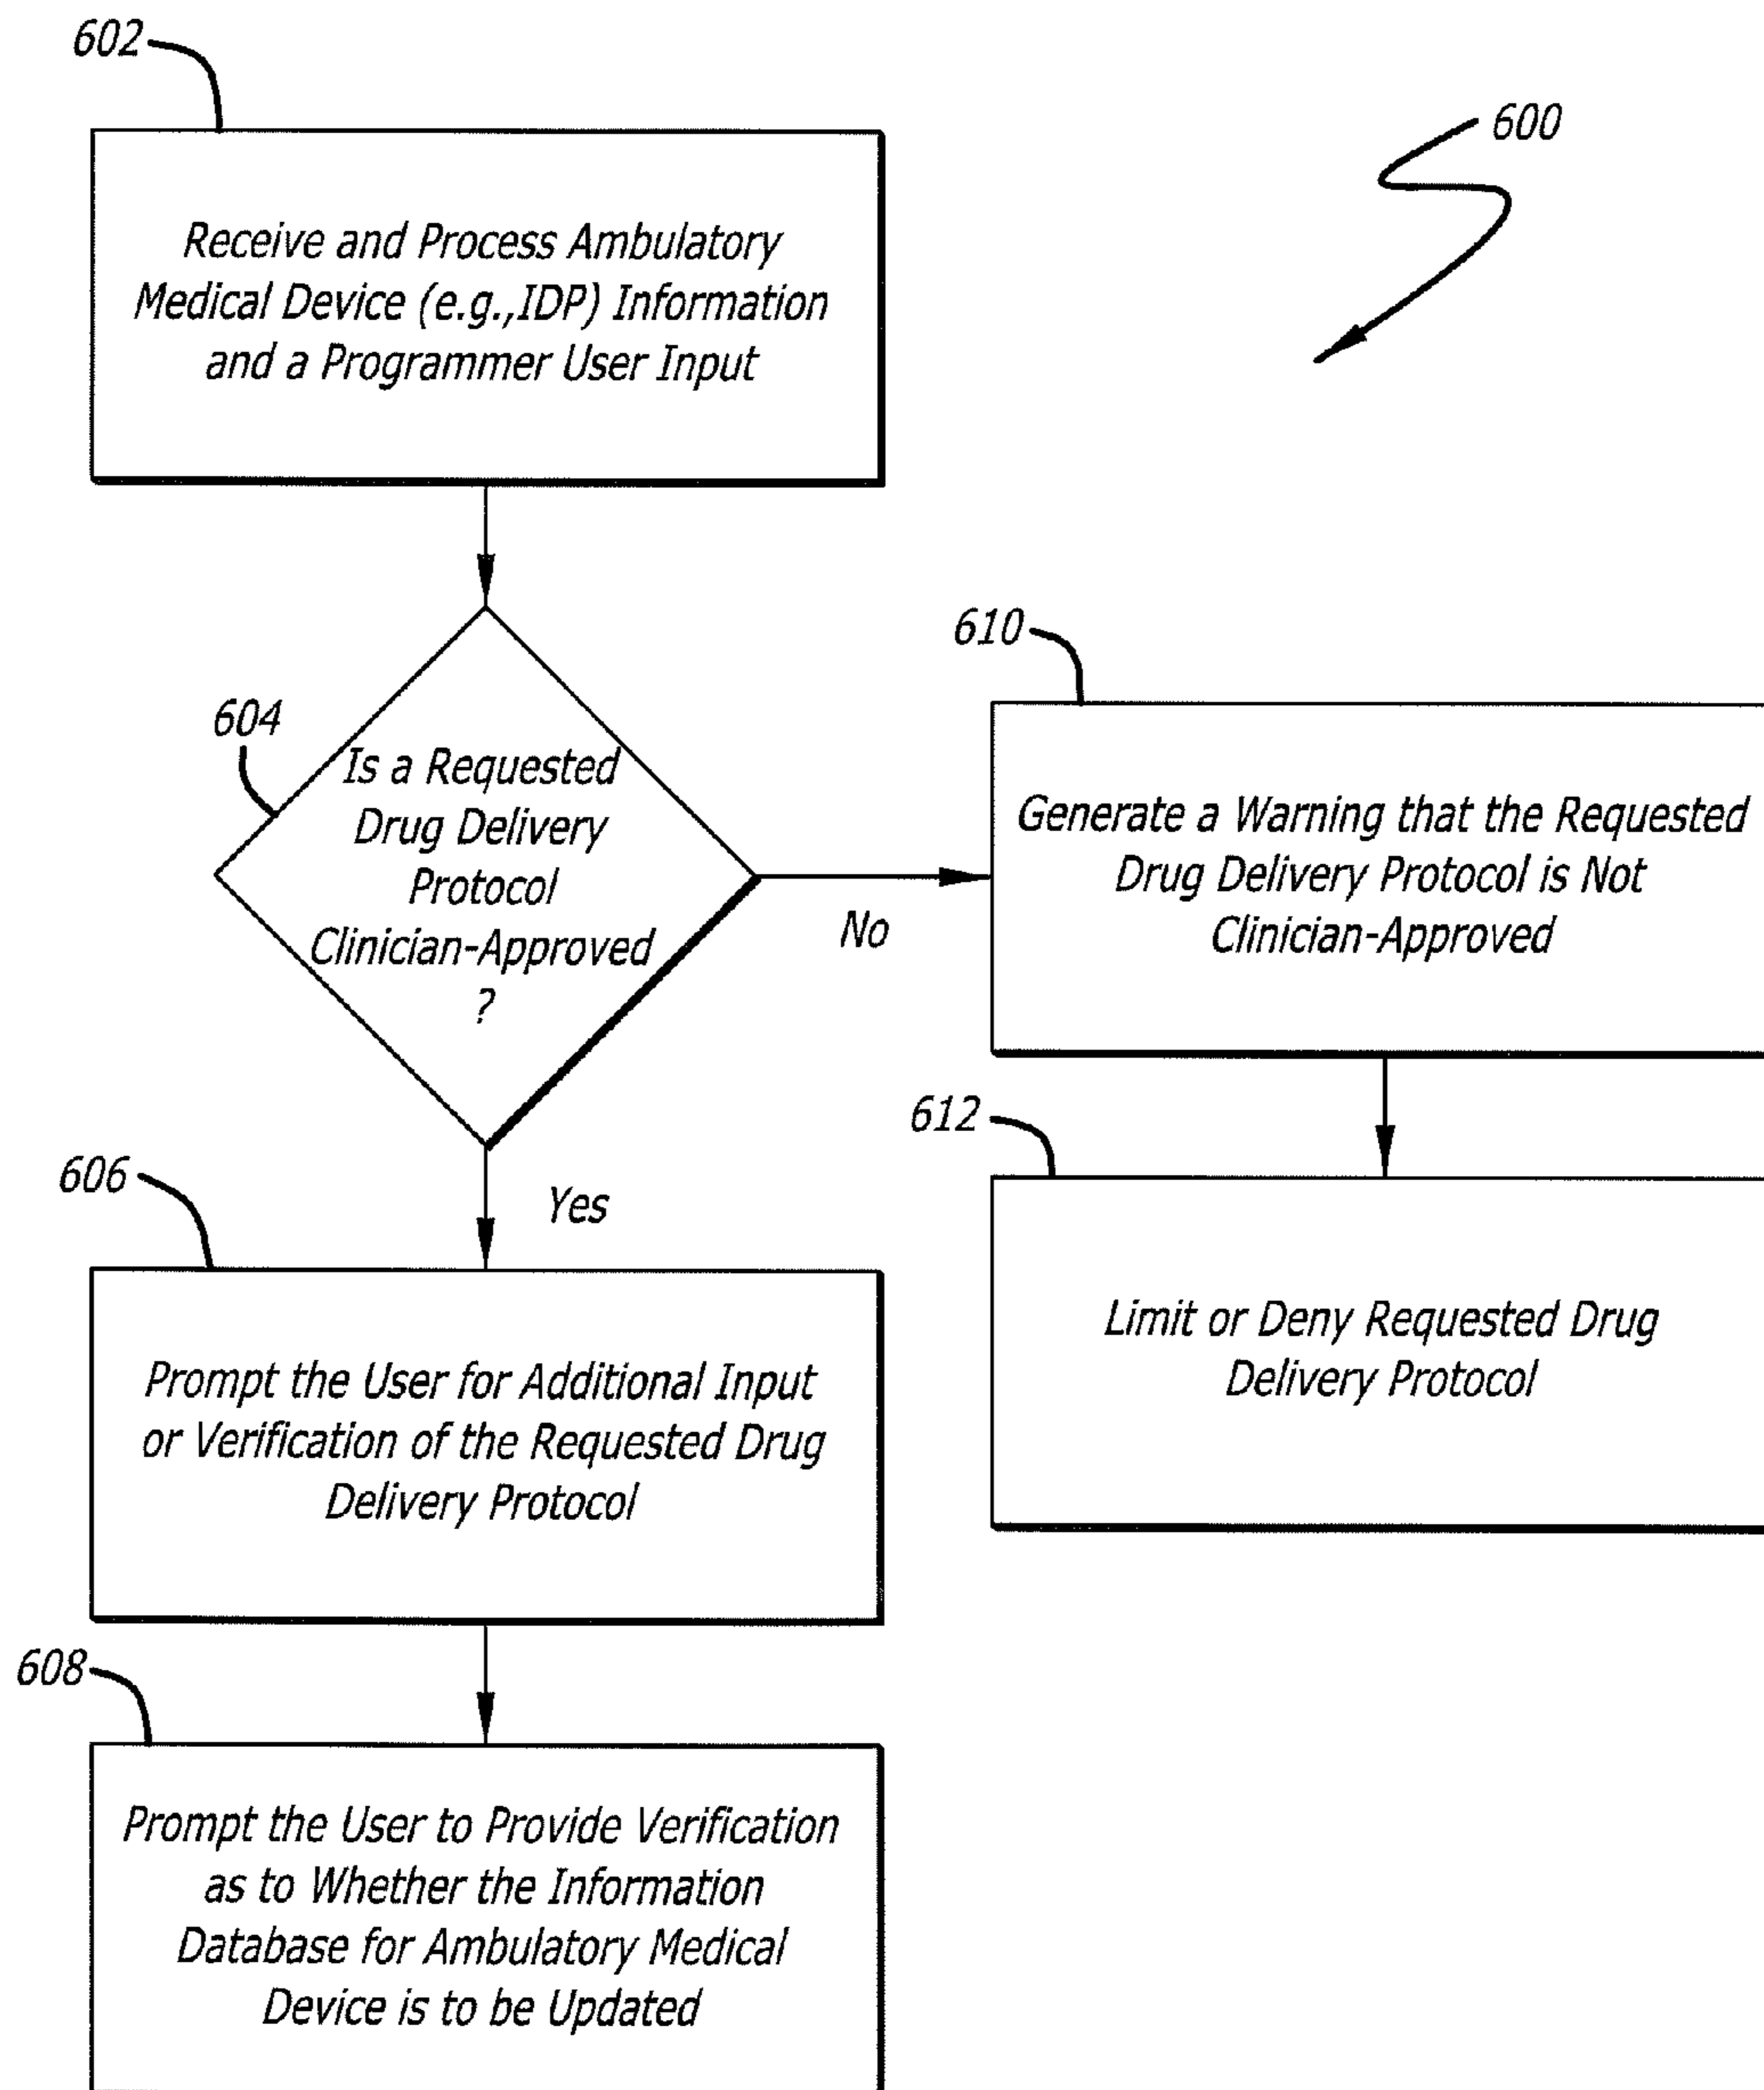 602
600
Receive and Process Ambulatory
Medical Device (e.g.,IDP) Information
and a Programmer User Input
604
Is a Requested
Drug Delivery
Protocol
Clinician-Approved
?
No
Yes
610
Generate a Warning that the Requested
Drug Delivery Protocol is Not
Clinician-Approved
612
Limit or Deny Requested Drug
Delivery Protocol
606
Prompt the User for Additional Input
or Verification of the Requested Drug
Delivery Protocol
608
Prompt the User to Provide Verification
as to Whether the Information
Database for Ambulatory Medical
Device is to be Updated